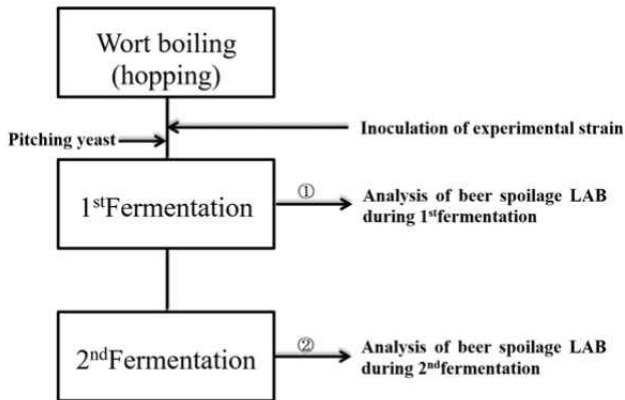 Wort boiling
(hopping)
Inoculation of experimental strain
Pitching yeast
1stFermentation
①
Analysis of beer spoilage LAB
during 1stfermentation
2ndFermentation
②
Analysis of beer spoilage LAB
during 2ndfermentation